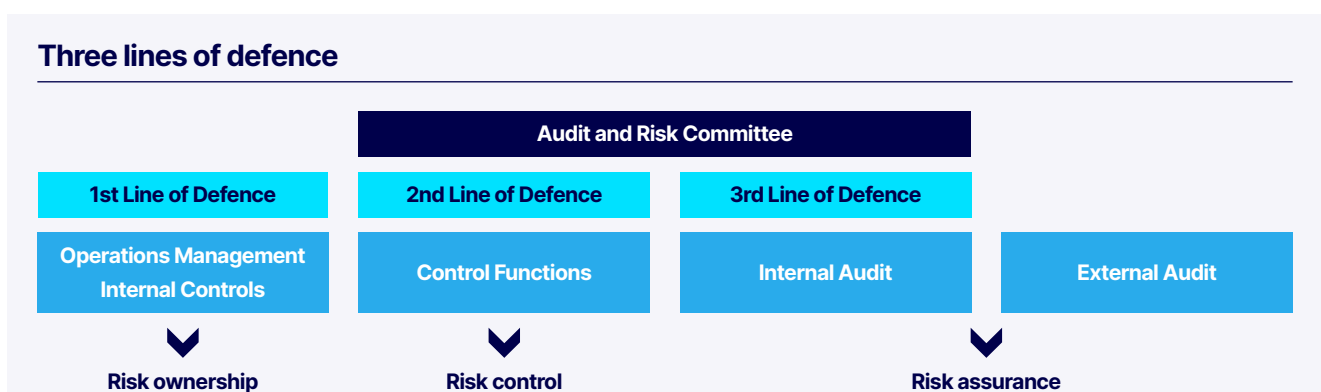 Three lines of defence
Audit and Risk Committee
1st Line of Defence
2nd Line of Defence
3rd Line of Defence
Operations Management
Internal Controls
Control Functions
Internal Audit
External Audit
Risk ownership
Risk control
Risk assurance